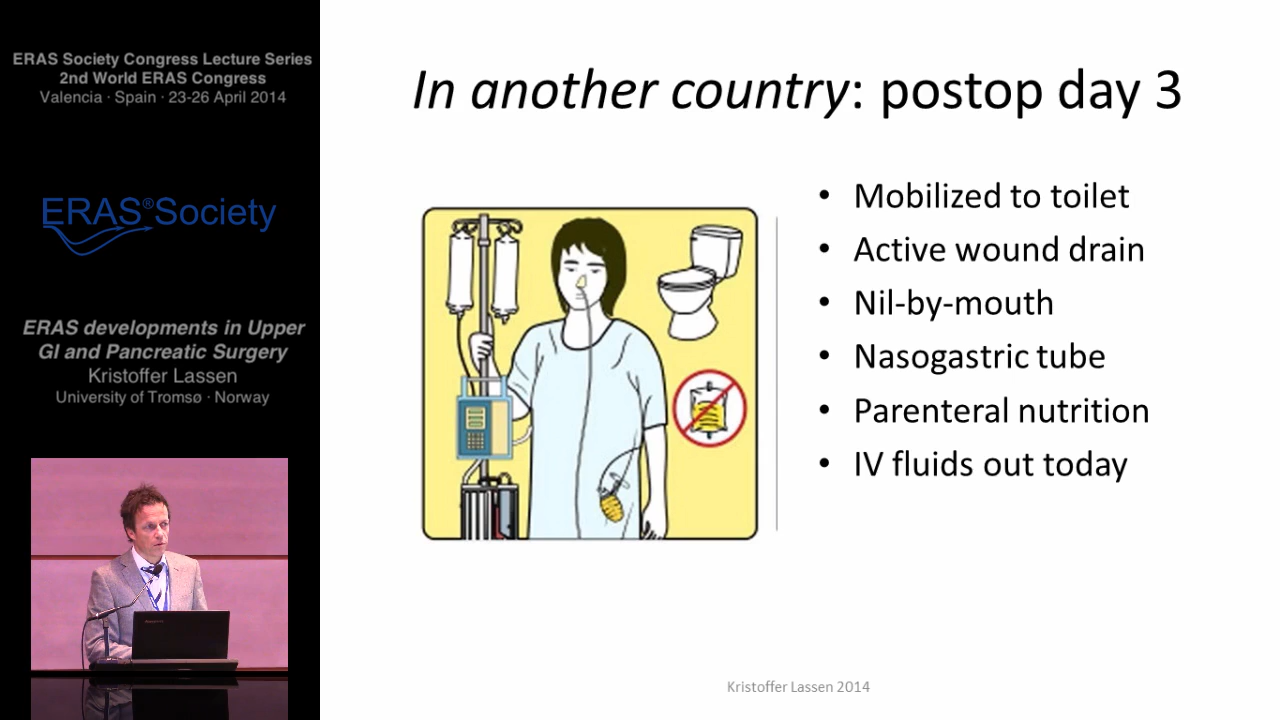 ERAS Society Congress Lecture Series
2nd World ERAS Congress
Valencia · Spain · 23-26 April 2014
ERAS®Society
ERAS developments in Upper
GI and Pancreatic Surgery
Kristoffer Lassen
University of Tromsø · Norway
In another country: postop day 3
• Mobilized to toilet
• Active wound drain
• Nil-by-mouth
• Nasogastric tube
• Parenteral nutrition
• IV fluids out today
Kristoffer Lassen 2014